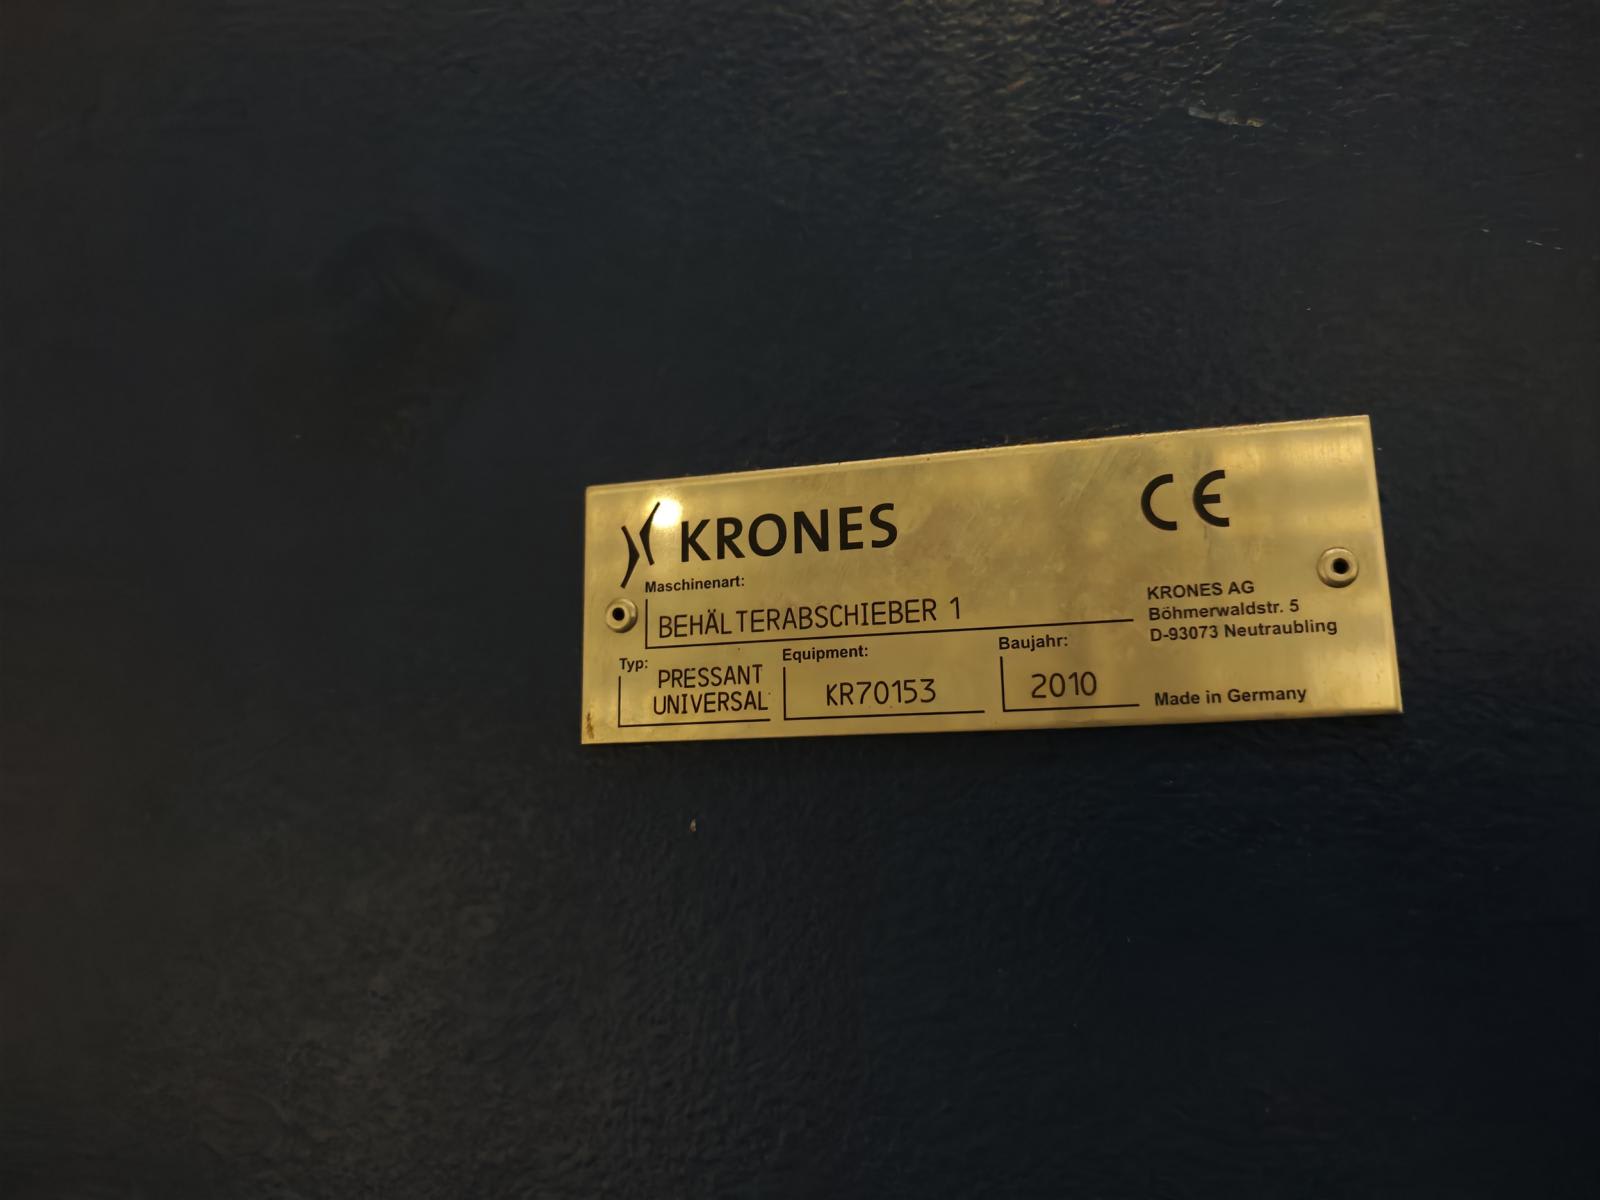 KRONES
CE
Maschinenart:
BEHÄLTERABSCHIEBER 1
KRONES AG
Böhmerwaldstr. 5
D-93073 Neutraubling
Typ:
PRESSANT
UNIVERSAL
Equipment:
KR70153
Baujahr:
2010
Made in Germany